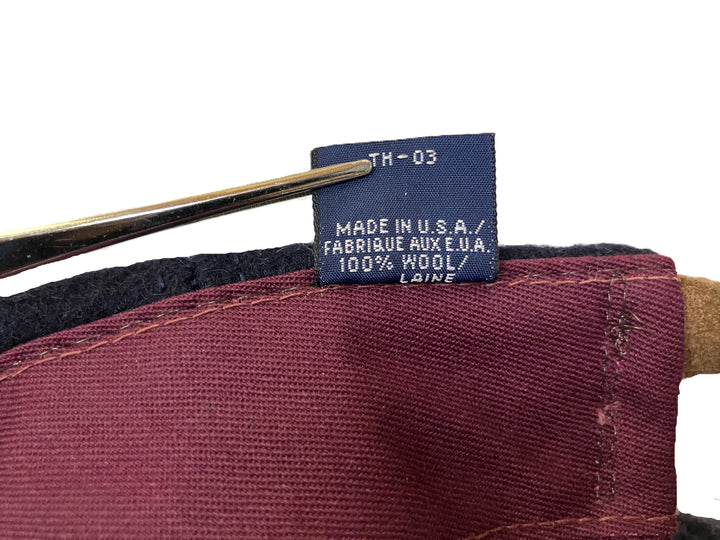 TH-03
MADE IN U.S.A./
FABRIQUE AUX E.U.A.
100% WOOL/
LAINE